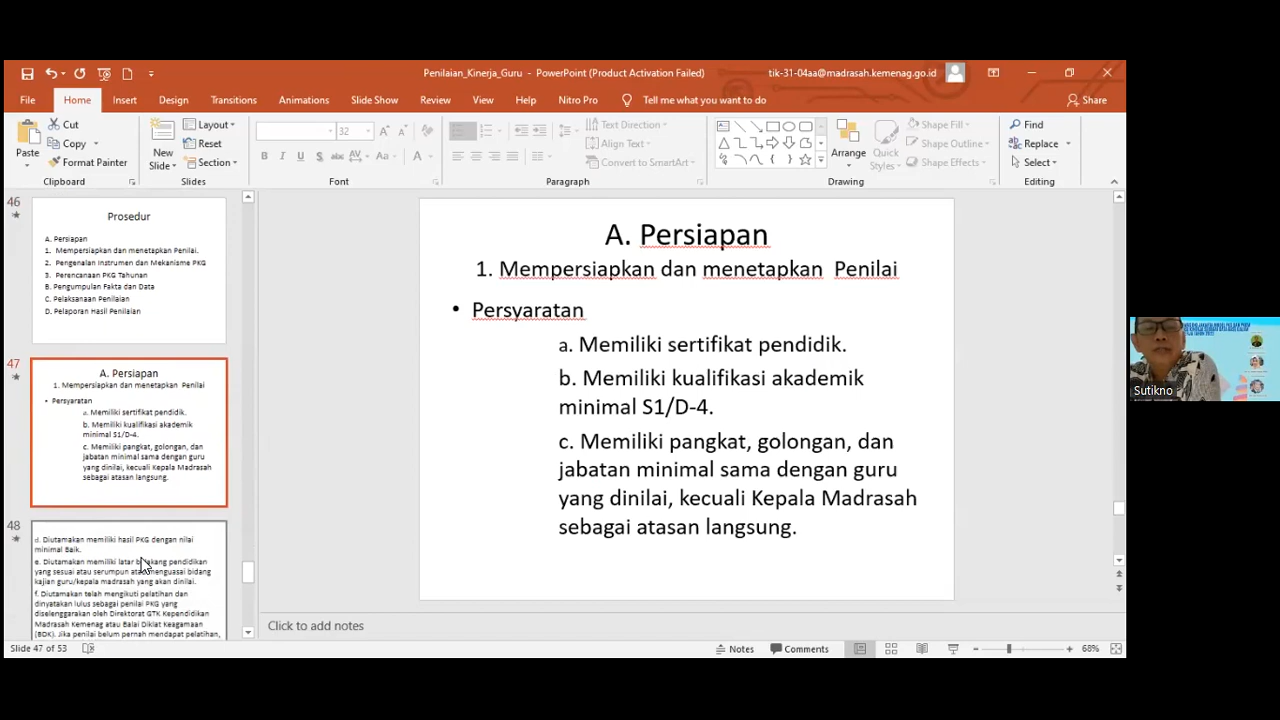 Penilaian_Kinerja_Guru - PowerPoint (Product Activation Failed)
tik-31-04aa@madrasah.kemenag.go.id
File Home Insert Design Transitions Animations Slide Show Review View Help Nitro Pro Tell me what you want to do Share
Paste
Cut
Copy
Format Painter
Clipboard
New Slide
Layout
Reset
Section
Slides
32
Font
Text Direction
Align Text
Convert to SmartArt
Paragraph
Arrange
Quick Styles
Shape Fill
Shape Outline
Shape Effects
Drawing
Find
Replace
Select
Editing
46
Prosedur
A. Persiapan
1. Mempersiapkan dan menetapkan Penilai.
2. Pengenalan Instrumen dan Mekanisme PKG
3. Perencanaan PKG Tahunan
B. Pengumpulan Fakta dan Data
C. Pelaksanaan Penilaian
D. Pelaporan Hasil Penilaian
47
A. Persiapan
1. Mempersiapkan dan menetapkan Penilai
• Persyaratan
a. Memiliki sertifikat pendidik.
b. Memiliki kualifikasi akademik
minimal S1/D-4.
c. Memiliki pangkat, golongan, dan
jabatan minimal sama dengan guru
yang dinilai, kecuali Kepala Madrasah
sebagai atasan langsung.
48
d. Diutamakan memiliki hasil PKG dengan nilai
minimal Baik.
e. Diutamakan memiliki latar belakang pendidikan
yang sesuai atau serumpun atau menguasai bidang
kajian guru/kepala madrasah yang akan dinilai.
f. Diutamakan telah mengikuti pelatihan dan
dinyatakan lulus sebagai penilai PKG yang
diselenggarakan oleh Direktorat GTK Kependidikan
Madrasah Kemenag atau Balai Diklat Keagamaan
(BDK). Jika penilai belum pernah mendapat pelatihan,
A. Persiapan
1. Mempersiapkan dan menetapkan Penilai
• Persyaratan
a. Memiliki sertifikat pendidik.
b. Memiliki kualifikasi akademik
minimal S1/D-4.
c. Memiliki pangkat, golongan, dan
jabatan minimal sama dengan guru
yang dinilai, kecuali Kepala Madrasah
sebagai atasan langsung.
Click to add notes
Slide 47 of 53
Notes
Comments
68%
Sutikno